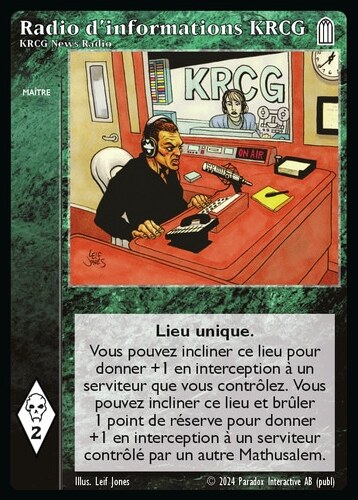 Radio d'informations KRCG
KRCG News Radio
MAÎTRE
KRCG
ON AIR
LEIF
JONES
Lieu unique.
Vous pouvez incliner ce lieu pour
donner +1 en interception à un
serviteur que vous contrôlez. Vous
pouvez incliner ce lieu et brûler
1 point de réserve pour donner
+1 en interception à un serviteur
contrôlé par un autre Mathusalem.
2
Illus. Leif Jones © 2024 Paradox Interactive AB (publ)